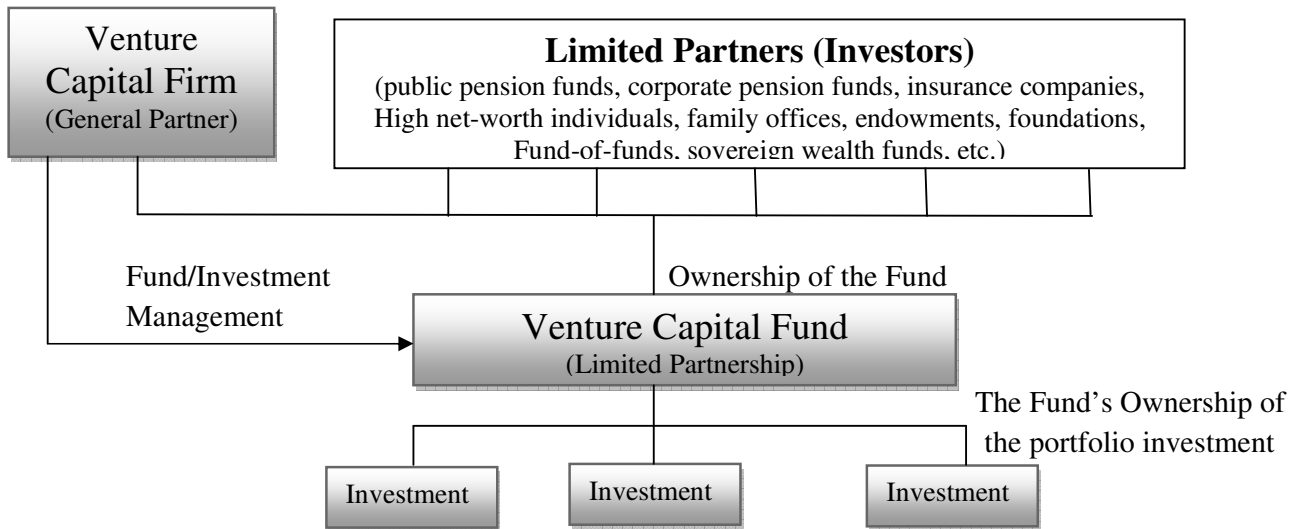 Venture
Capital Firm
(General Partner)
Limited Partners (Investors)
(public pension funds, corporate pension funds, insurance companies,
High net-worth individuals, family offices, endowments, foundations,
Fund-of-funds, sovereign wealth funds, etc.)
Fund/Investment
Management
Ownership of the Fund
Venture Capital Fund
(Limited Partnership)
The Fund’s Ownership of
the portfolio investment
Investment
Investment
Investment